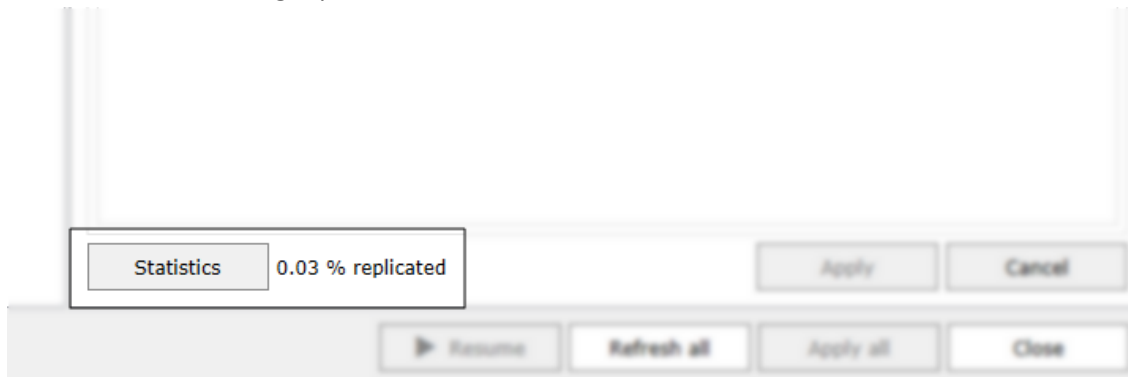 Statistics 0.03 % replicated
Apply Cancel
Resume Refresh all Apply all Close